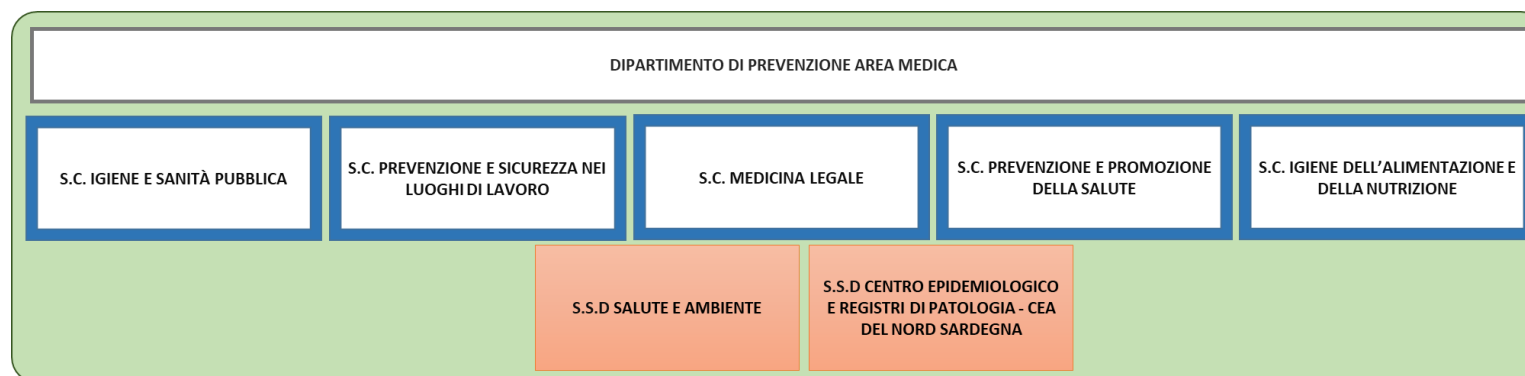 DIPARTIMENTO DI PREVENZIONE AREA MEDICA
S.C. IGIENE E SANITÀ PUBBLICA
S.C. PREVENZIONE E SICUREZZA NEI
LUOGHI DI LAVORO
S.C. MEDICINA LEGALE
S.C. PREVENZIONE E PROMOZIONE
DELLA SALUTE
S.C. IGIENE DELL’ALIMENTAZIONE E
DELLA NUTRIZIONE
S.S.D SALUTE E AMBIENTE
S.S.D CENTRO EPIDEMIOLOGICO
E REGISTRI DI PATOLOGIA - CEA
DEL NORD SARDEGNA